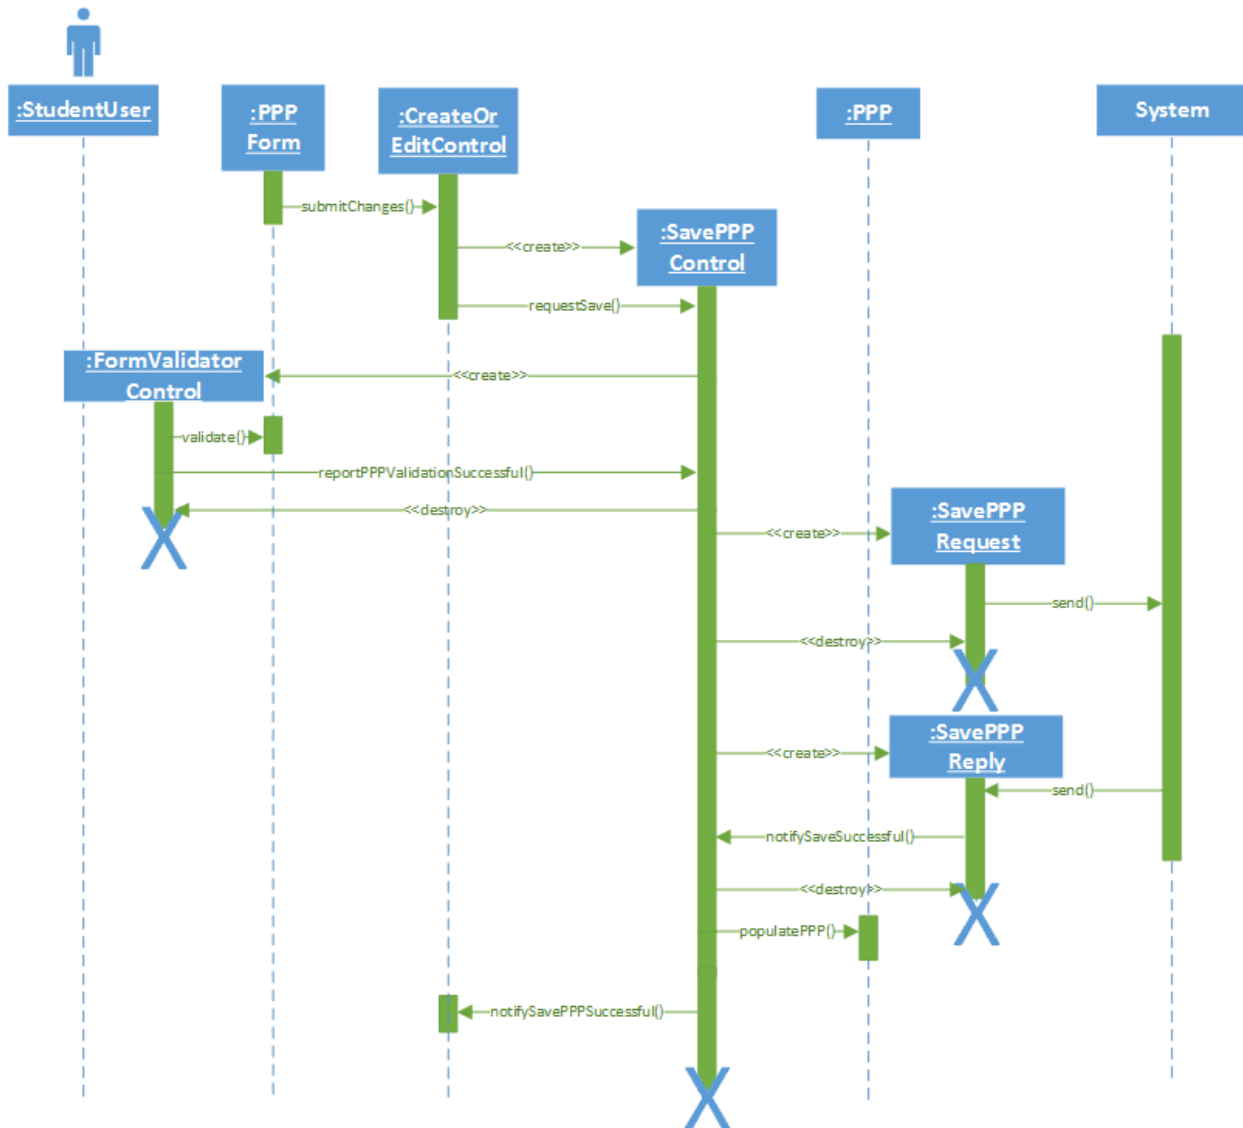 :StudentUser
:PPP
Form
:CreateOr
EditControl
:PPP
System
submitChanges()
:SavePPP
Control
<<create>>
requestSave()
:FormValidator
Control
<<create>>
validate()
reportPPPValidationSuccessful()
<<destroy>>
:SavePPP
Request
<<create>>
send()
<<destroy>>
:SavePPP
Reply
<<create>>
send()
notifySaveSuccessful()
<<destroy>>
populatePPP()
notifySavePPPSuccessful()